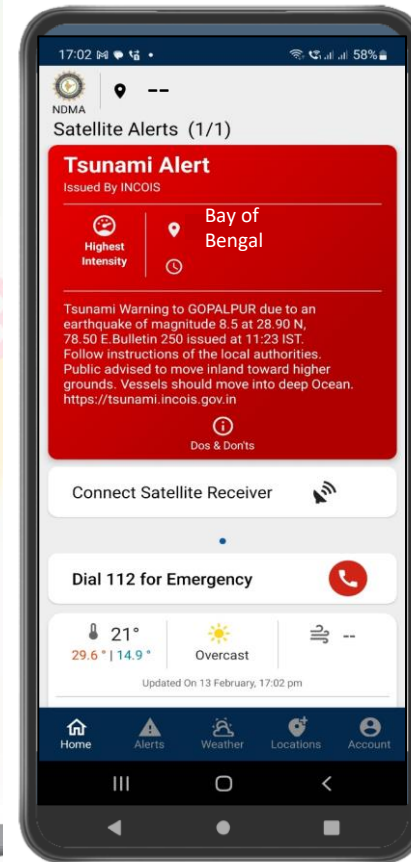 17:02
58%
NDMA
--
Satellite Alerts (1/1)
Tsunami Alert
Issued By INCOIS
Highest
Intensity
Bay of
Bengal
Tsunami Warning to GOPALPUR due to an
earthquake of magnitude 8.5 at 28.90 N,
78.50 E.Bulletin 250 issued at 11:23 IST.
Follow instructions of the local authorities.
Public advised to move inland toward higher
grounds. Vessels should move into deep Ocean.
https://tsunami.incois.gov.in
Dos & Don'ts
Connect Satellite Receiver
Dial 112 for Emergency
21°
29.6 ° | 14.9 °
Overcast
--
Updated On 13 February, 17:02 pm
Home
Alerts
Weather
Locations
Account